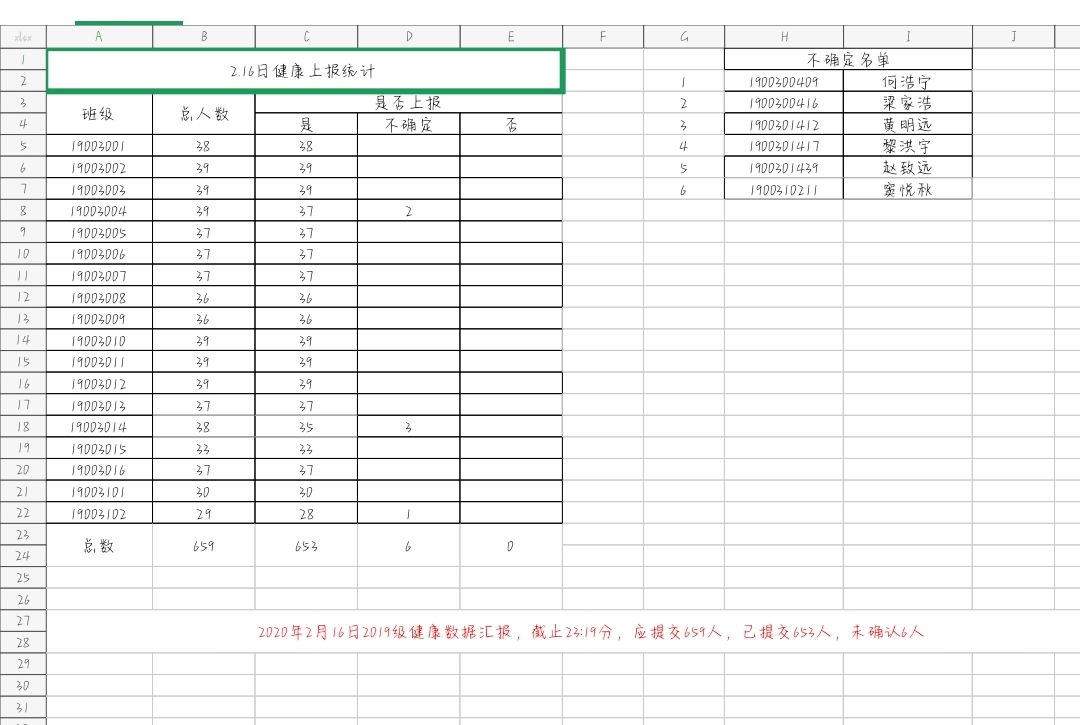 xlsx A B C D E F G H I J
1 不确定名单
2.16日健康上报统计
2 1 1900300409 何浩宇
3 是否上报 2 1900300416 梁家浩
班级 总人数
4 是 不确定 否 3 1900301412 黄明远
5 19003001 38 38 4 1900301417 黎洪宇
6 19003002 39 39 5 1900301439 赵致远
7 19003003 39 39 6 1900310211 窦悦秋
8 19003004 39 37 2
9 19003005 37 37
10 19003006 37 37
11 19003007 37 37
12 19003008 36 36
13 19003009 36 36
14 19003010 39 39
15 19003011 39 39
16 19003012 39 39
17 19003013 37 37
18 19003014 38 35 3
19 19003015 33 33
20 19003016 37 37
21 19003101 30 30
22 19003102 29 28 1
23
总数 659 653 6 0
24
25
26
27
2020年2月16日2019级健康数据汇报，截止23:19分，应提交659人，已提交653人，未确认6人
28
29
30
31